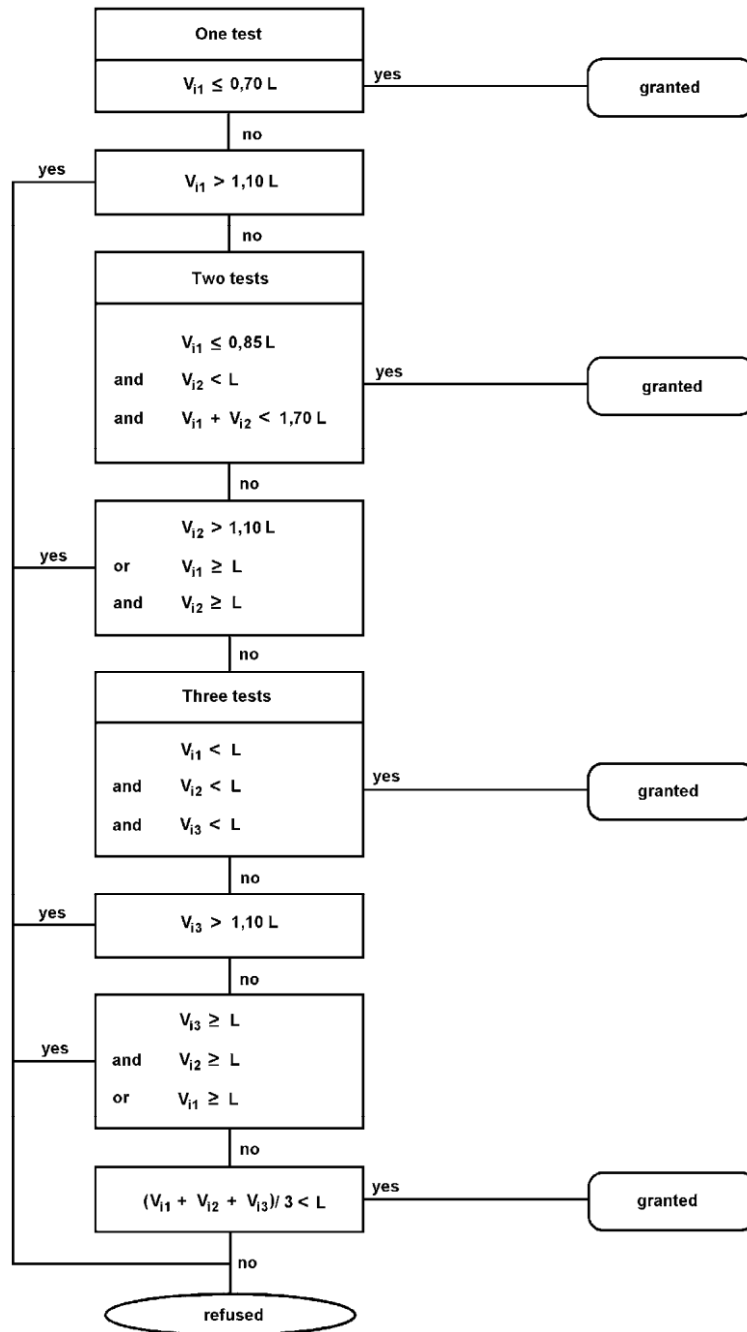 One test
V_i1 ≤ 0,70 L
yes
granted
no
yes
V_i1 > 1,10 L
no
Two tests
V_i1 ≤ 0,85 L
and V_i2 < L
and V_i1 + V_i2 < 1,70 L
yes
granted
no
V_i2 > 1,10 L
yes
or V_i1 ≥ L
and V_i2 ≥ L
no
Three tests
V_i1 < L
and V_i2 < L
and V_i3 < L
yes
granted
no
yes
V_i3 > 1,10 L
no
V_i3 ≥ L
yes
and V_i2 ≥ L
or V_i1 ≥ L
no
(V_i1 + V_i2 + V_i3)/ 3 < L
yes
granted
no
refused